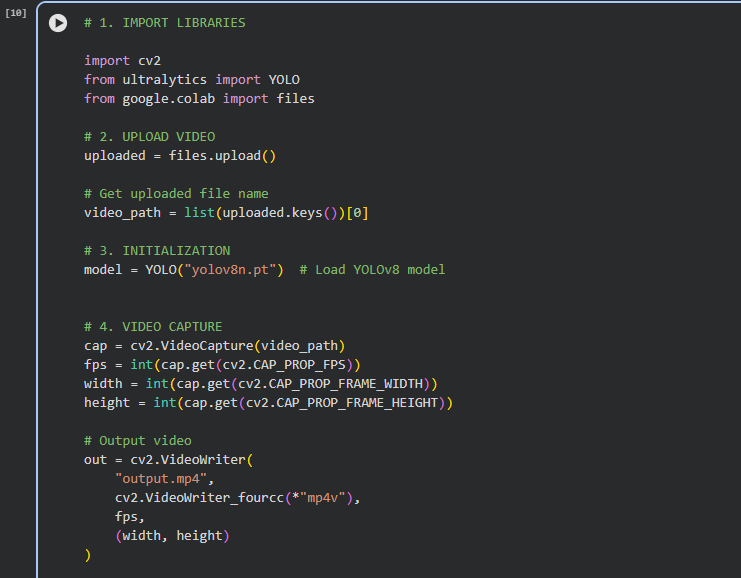 [10]
# 1. IMPORT LIBRARIES
import cv2
from ultralytics import YOLO
from google.colab import files
# 2. UPLOAD VIDEO
uploaded = files.upload()
# Get uploaded file name
video_path = list(uploaded.keys())[0]
# 3. INITIALIZATION
model = YOLO("yolov8n.pt")  # Load YOLOv8 model
# 4. VIDEO CAPTURE
cap = cv2.VideoCapture(video_path)
fps = int(cap.get(cv2.CAP_PROP_FPS))
width = int(cap.get(cv2.CAP_PROP_FRAME_WIDTH))
height = int(cap.get(cv2.CAP_PROP_FRAME_HEIGHT))
# Output video
out = cv2.VideoWriter(
    "output.mp4",
    cv2.VideoWriter_fourcc(*"mp4v"),
    fps,
    (width, height)
)